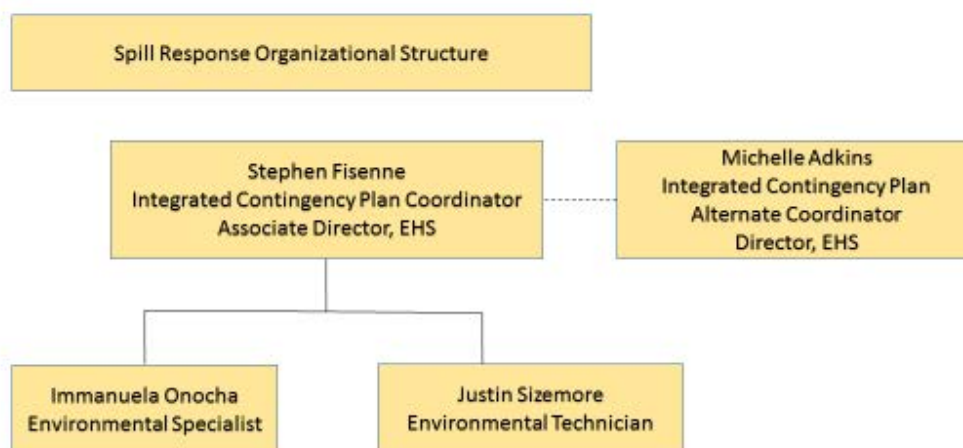 Spill Response Organizational Structure
Stephen Fisenne
Integrated Contingency Plan Coordinator
Associate Director, EHS
Michelle Adkins
Integrated Contingency Plan
Alternate Coordinator
Director, EHS
Immanuela Onocha
Environmental Specialist
Justin Sizemore
Environmental Technician